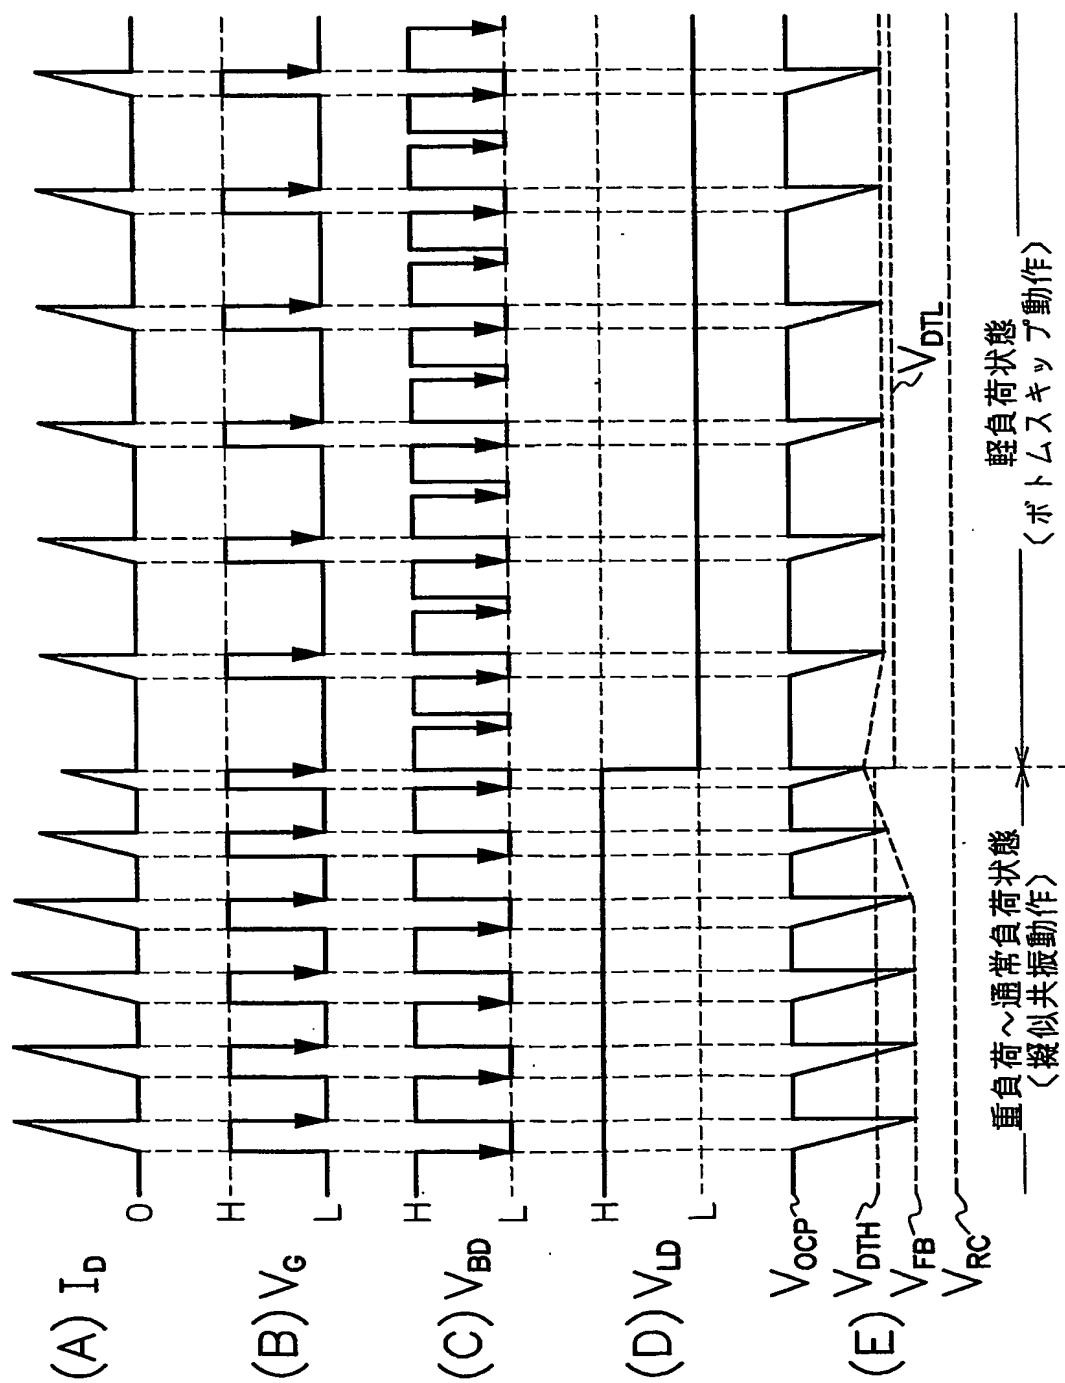 (A) I_D
O
(B) V_G
H
L
(C) V_BD
H
L
(D) V_LD
H
L
(E)
V_OCP
V_DTH
V_FB
V_RC
V_DTL
重負荷～通常負荷状態
(擬似共振動作)
軽負荷状態
(ボトムスキップ動作)